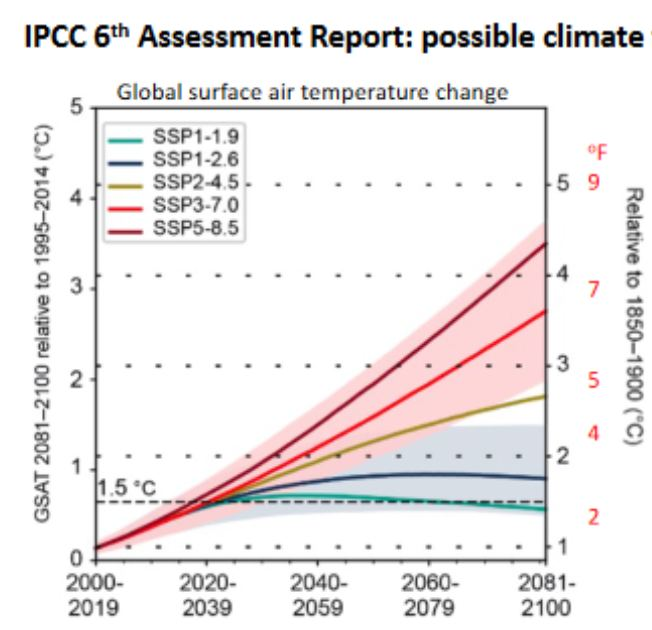 IPCC 6th Assessment Report: possible climate
Global surface air temperature change
GSAT 2081–2100 relative to 1995–2014 (°C)
5
4
3
2
1
0
SSP1-1.9
SSP1-2.6
SSP2-4.5
SSP3-7.0
SSP5-8.5
1.5 °C
5
4
3
2
1
°F
9
7
5
4
2
Relative to 1850–1900 (°C)
2000-
2019
2020-
2039
2040-
2059
2060-
2079
2081-
2100